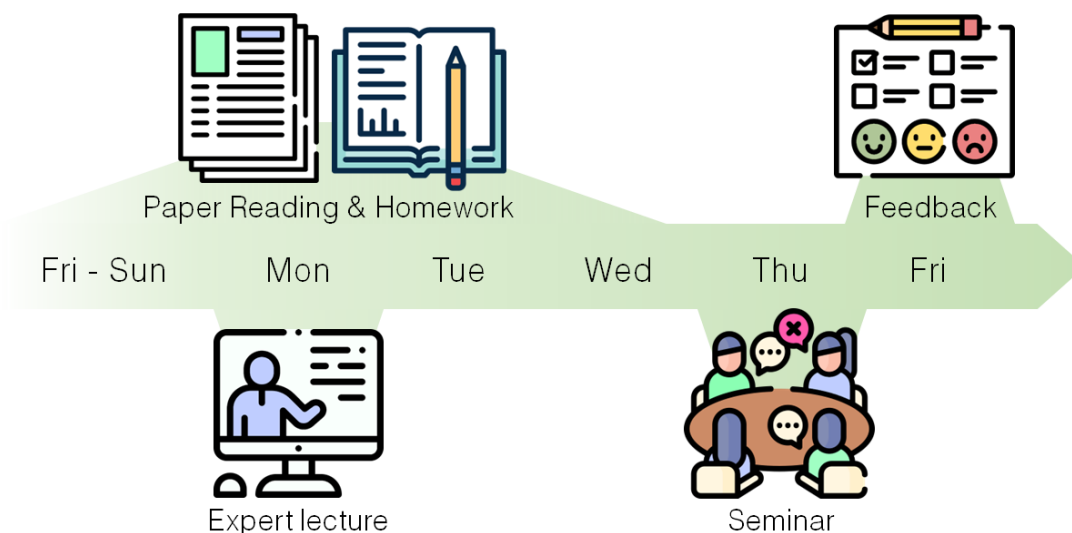 Paper Reading & Homework
Feedback
Fri - Sun Mon Tue Wed Thu Fri
Expert lecture
Seminar